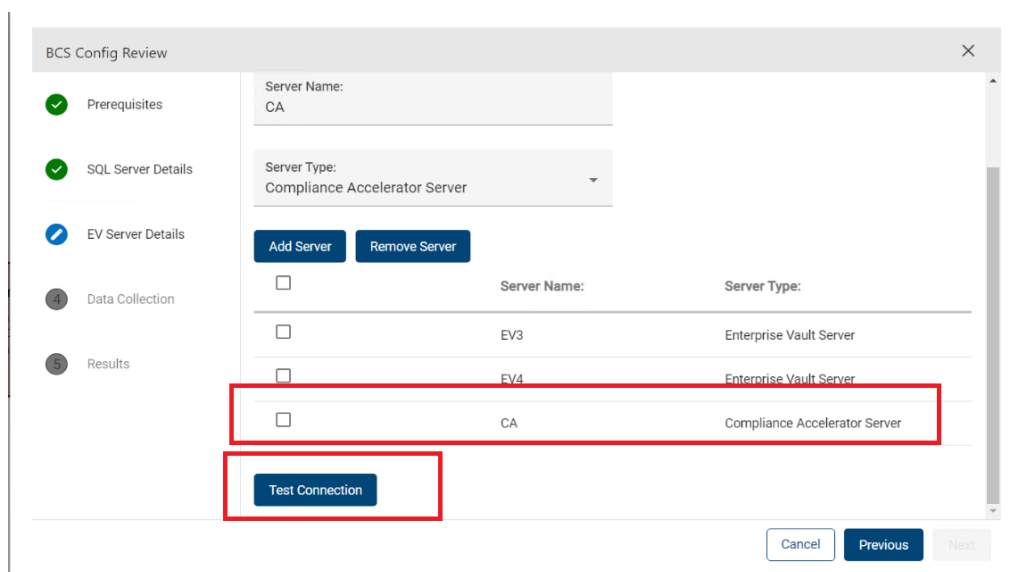 BCS Config Review
Prerequisites
SQL Server Details
EV Server Details
4 Data Collection
5 Results
Server Name:
CA
Server Type:
Compliance Accelerator Server
Add Server Remove Server
Server Name: Server Type:
EV3 Enterprise Vault Server
EV4 Enterprise Vault Server
CA Compliance Accelerator Server
Test Connection
Cancel Previous Next